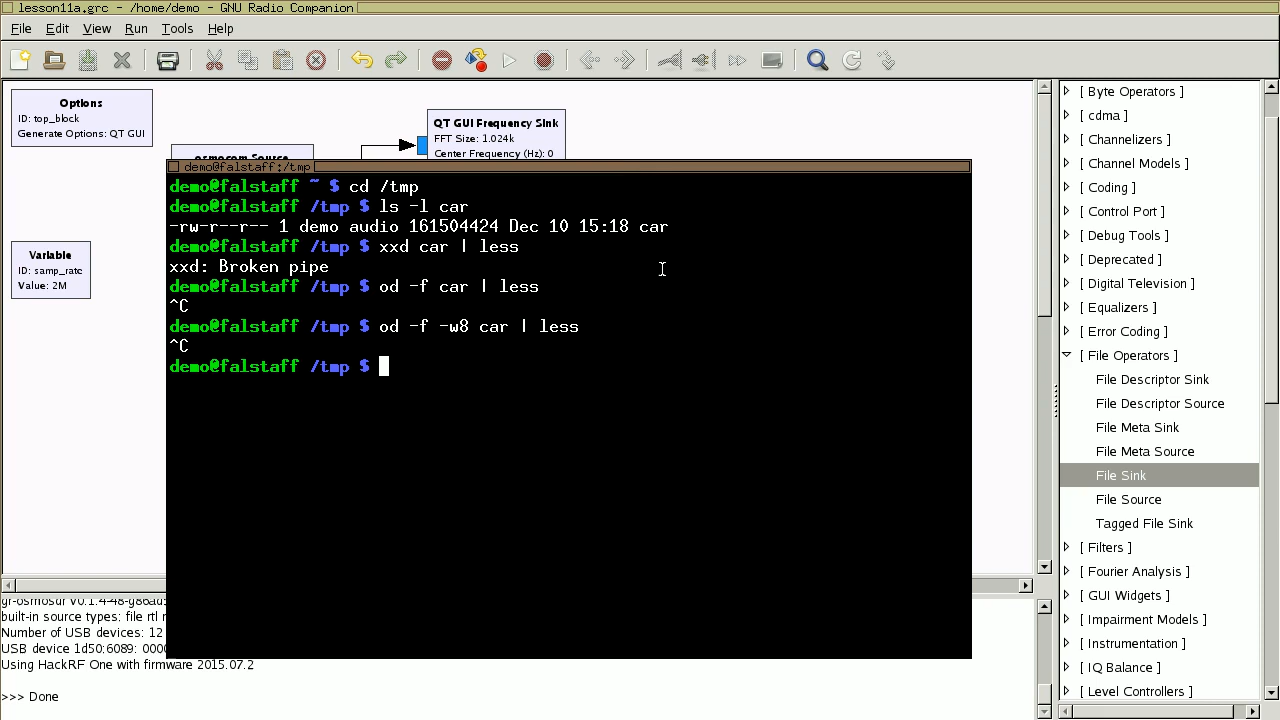 lesson11a.grc - /home/demo - GNU Radio Companion
File Edit View Run Tools Help
Options
ID: top_block
Generate Options: QT GUI
QT GUI Frequency Sink
FFT Size: 1.024k
Center Frequency (Hz): 0
osmocom Source
Variable
ID: samp_rate
Value: 2M
demo@falstaff:/tmp
demo@falstaff ~ $ cd /tmp
demo@falstaff /tmp $ ls -l car
-rw-r--r-- 1 demo audio 161504424 Dec 10 15:18 car
demo@falstaff /tmp $ xxd car | less
xxd: Broken pipe
demo@falstaff /tmp $ od -f car | less
^C
demo@falstaff /tmp $ od -f -w8 car | less
^C
demo@falstaff /tmp $
built-in source types: file rtl
Number of USB devices: 12
USB device 1d50:6089: 000
Using HackRF One with firmware 2015.07.2
>>> Done
[ Byte Operators ]
[ cdma ]
[ Channelizers ]
[ Channel Models ]
[ Coding ]
[ Control Port ]
[ Debug Tools ]
[ Deprecated ]
[ Digital Television ]
[ Equalizers ]
[ Error Coding ]
[ File Operators ]
File Descriptor Sink
File Descriptor Source
File Meta Sink
File Meta Source
File Sink
File Source
Tagged File Sink
[ Filters ]
[ Fourier Analysis ]
[ GUI Widgets ]
[ Impairment Models ]
[ Instrumentation ]
[ IQ Balance ]
[ Level Controllers ]